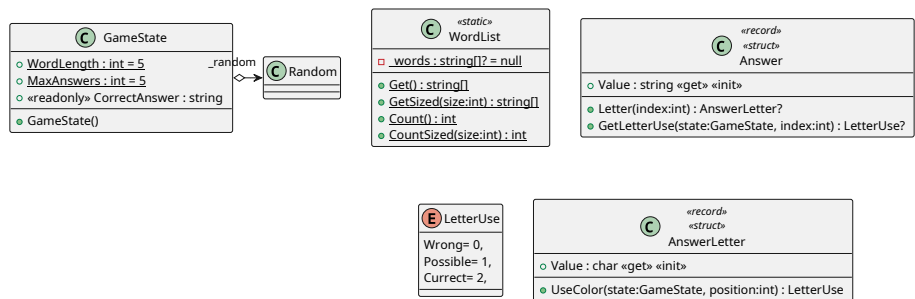 C GameState
WordLength : int = 5
MaxAnswers : int = 5
«readonly» CorrectAnswer : string
GameState()
_random
C Random
«static»
C WordList
_words : string[]? = null
Get() : string[]
GetSized(size:int) : string[]
Count() : int
CountSized(size:int) : int
«record»
«struct»
C Answer
Value : string «get» «init»
Letter(index:int) : AnswerLetter?
GetLetterUse(state:GameState, index:int) : LetterUse?
E LetterUse
Wrong= 0,
Possible= 1,
Currect= 2,
«record»
«struct»
C AnswerLetter
Value : char «get» «init»
UseColor(state:GameState, position:int) : LetterUse